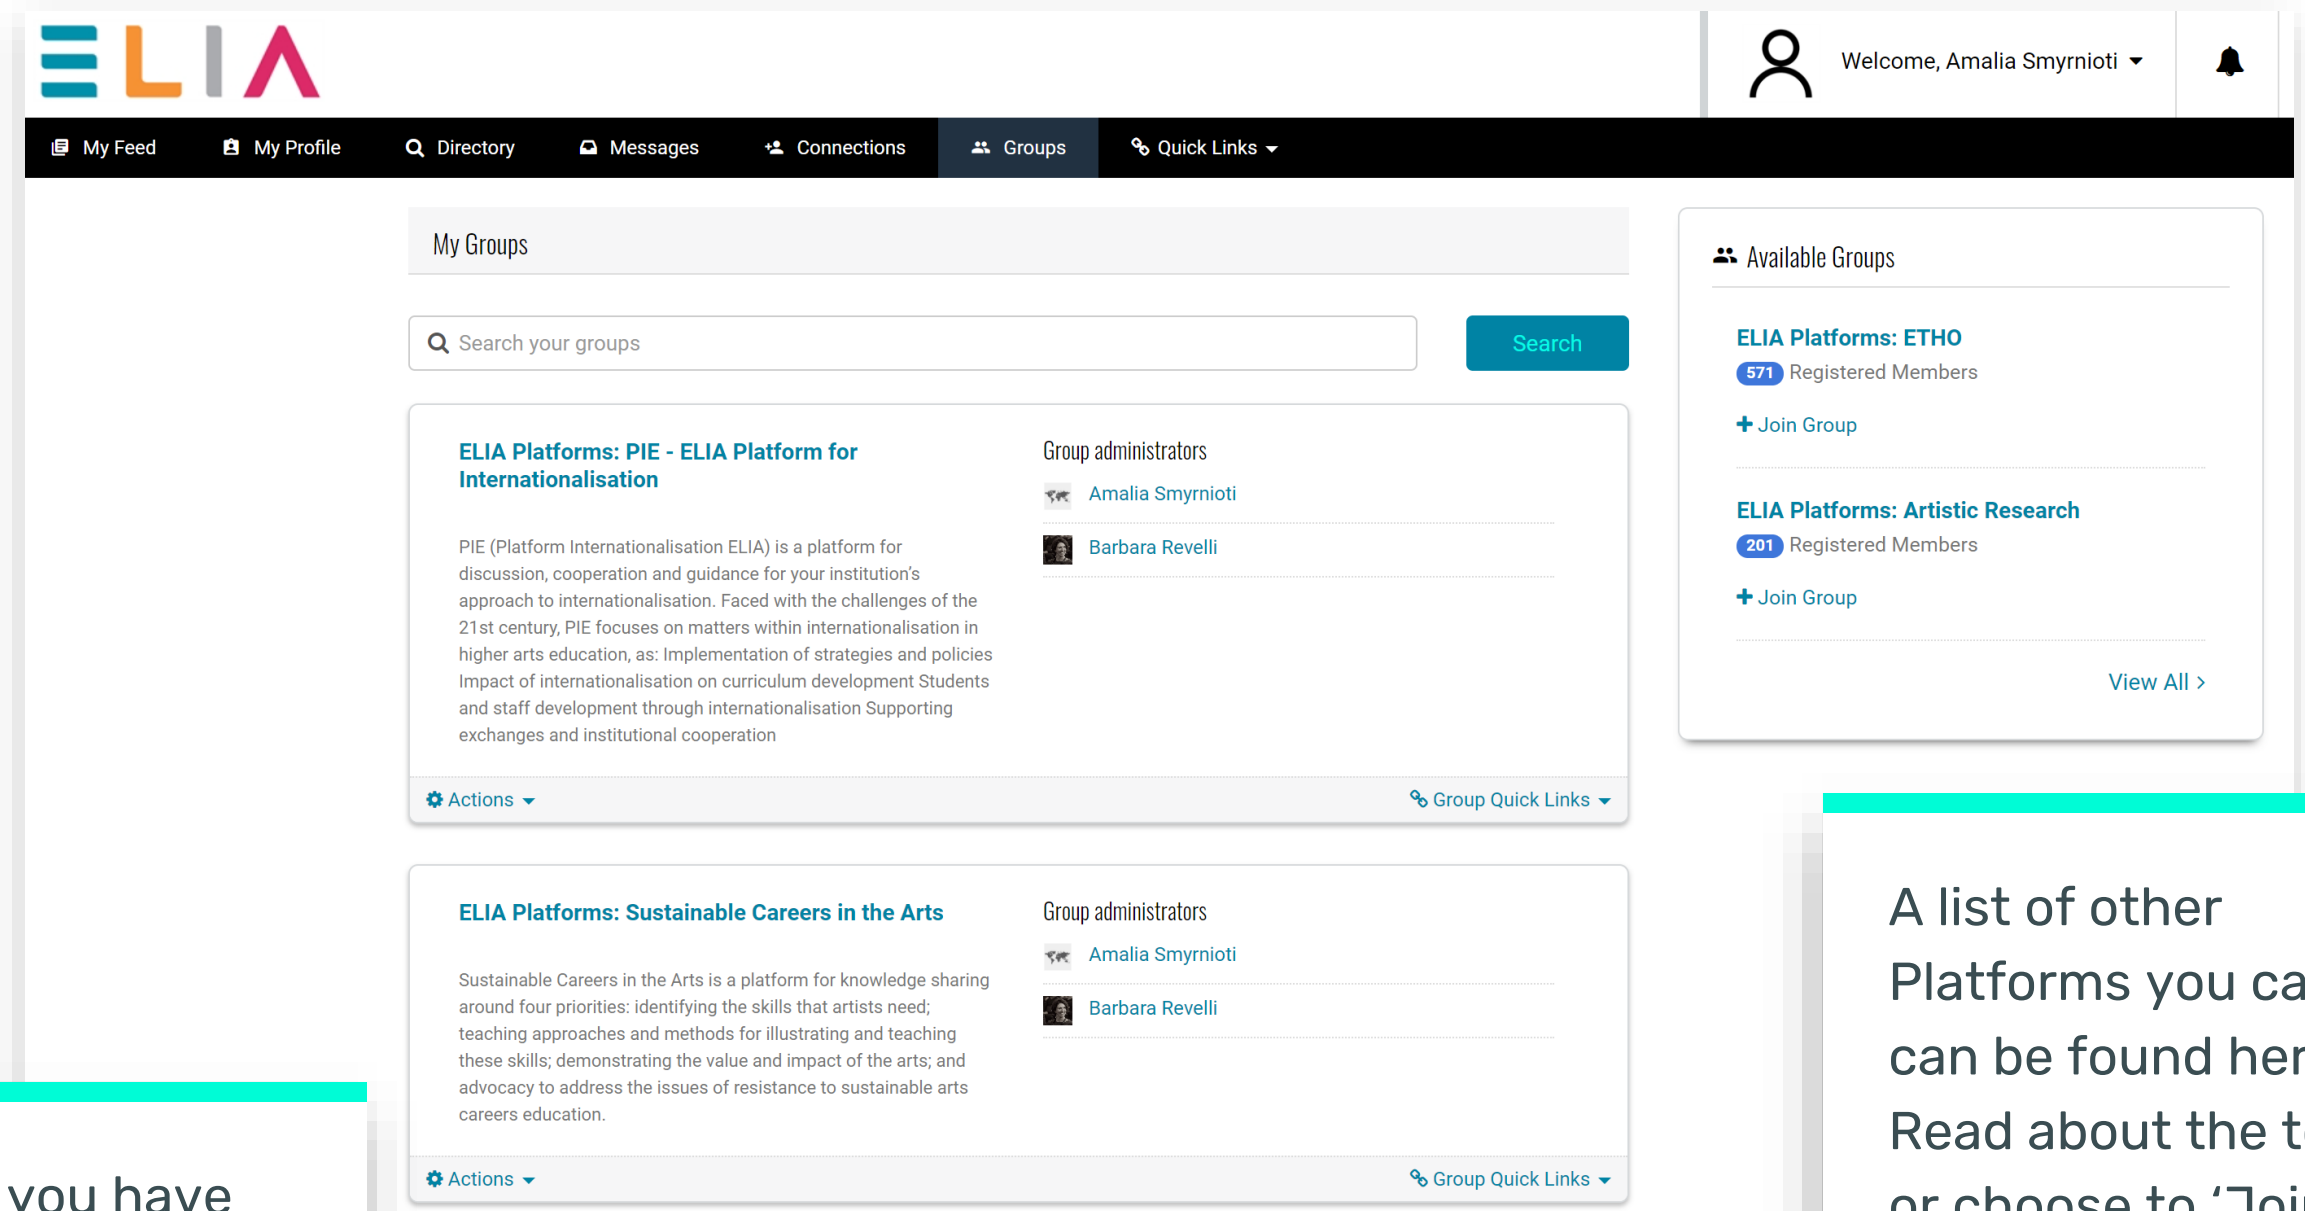 ELIA
Welcome, Amalia Smyrnioti
My Feed
My Profile
Directory
Messages
Connections
Groups
Quick Links
My Groups
Search your groups
Search
ELIA Platforms: PIE - ELIA Platform for
Internationalisation
PIE (Platform Internationalisation ELIA) is a platform for
discussion, cooperation and guidance for your institution’s
approach to internationalisation. Faced with the challenges of the
21st century, PIE focuses on matters within internationalisation in
higher arts education, as: Implementation of strategies and policies
Impact of internationalisation on curriculum development Students
and staff development through internationalisation Supporting
exchanges and institutional cooperation
Group administrators
Amalia Smyrnioti
Barbara Revelli
Actions
Group Quick Links
ELIA Platforms: Sustainable Careers in the Arts
Sustainable Careers in the Arts is a platform for knowledge sharing
around four priorities: identifying the skills that artists need;
teaching approaches and methods for illustrating and teaching
these skills; demonstrating the value and impact of the arts; and
advocacy to address the issues of resistance to sustainable arts
careers education.
Group administrators
Amalia Smyrnioti
Barbara Revelli
Actions
Group Quick Links
Available Groups
ELIA Platforms: ETHO
571 Registered Members
Join Group
ELIA Platforms: Artistic Research
201 Registered Members
Join Group
View All >
A list of other
Platforms you
can be found
Read about the
or choose to
you have